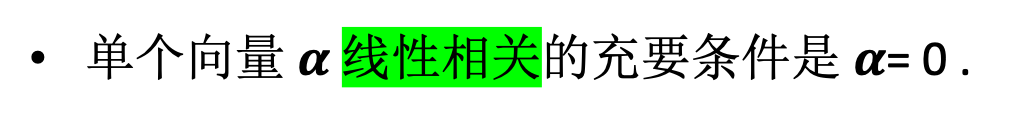 • 单个向量 α 线性相关的充要条件是 α= 0 .